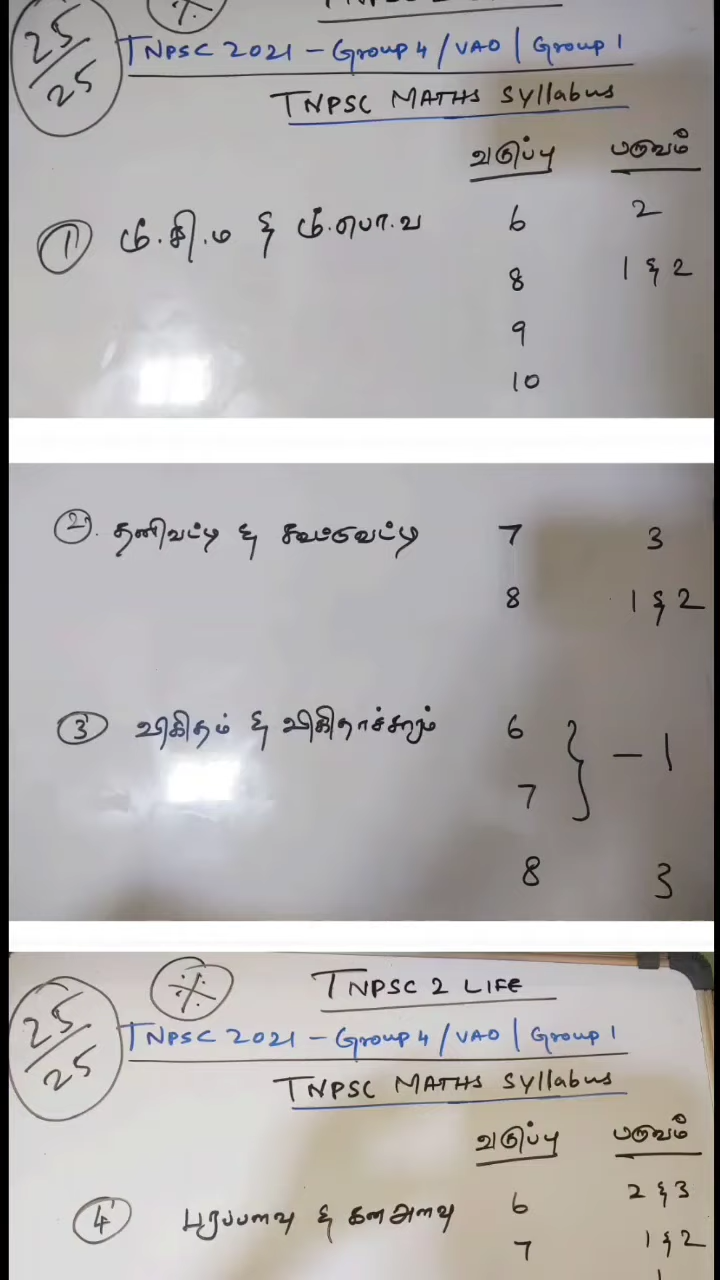 25/25
TNPSC 2021 - Group 4 / VAO | Group 1
TNPSC MATHS Syllabus
வகுப்பு பருவம்
① மீ.சி.ம & மீ.பொ.வ 6 2
8 1 & 2
9
10
② தனிவட்டி & கூட்டுவட்டி 7 3
8 1 & 2
③ விகிதம் & விகிதாச்சாரம் 6 } - 1
7
8 3
25/25 TNPSC 2 LIFE
TNPSC 2021 - Group 4 / VAO | Group 1
TNPSC MATHS Syllabus
வகுப்பு பருவம்
④ பரப்பளவு & கனஅளவு 6 2 & 3
7 1 & 2